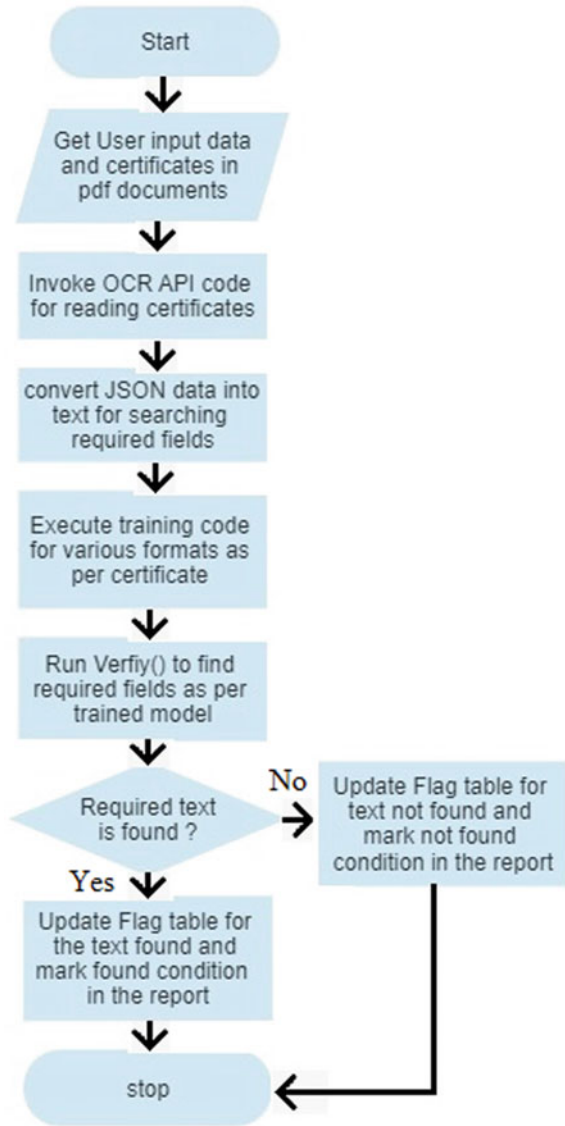 Start
Get User input data
and certificates in
pdf documents
Invoke OCR API code
for reading certificates
convert JSON data into
text for searching
required fields
Execute training code
for various formats as
per certificate
Run Verfiy() to find
required fields as per
trained model
Required text
is found ?
No
Update Flag table for
text not found and
mark not found
condition in the report
Yes
Update Flag table for
the text found and
mark found condition
in the report
stop